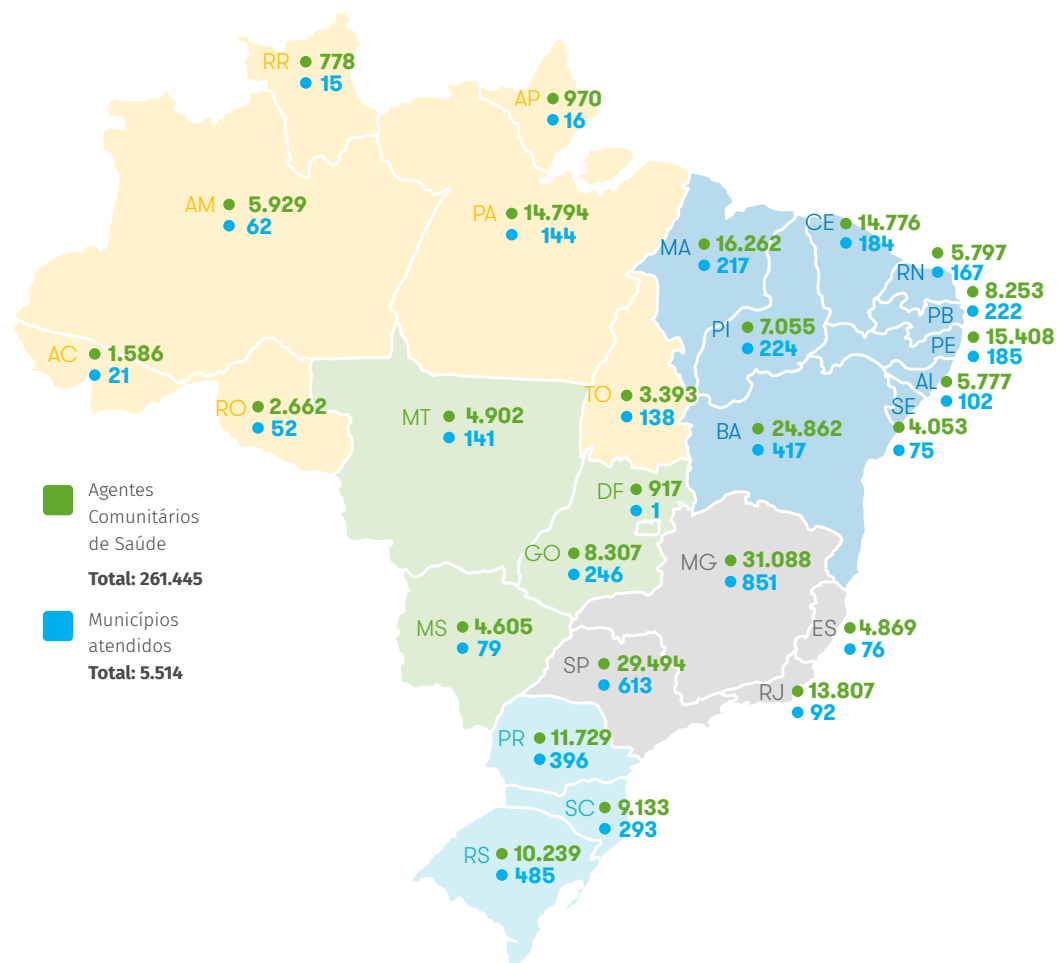 RR 778
15
AP 970
16
AM 5.929
62
PA 14.794
144
MA 16.262
217
CE 14.776
184
5.797
RN 167
8.253
PB 222
PI 7.055
224
15.408
PE 185
AC 1.586
21
AL 5.777
102
RO 2.662
52
MT 4.902
141
TO 3.393
138
BA 24.862
417
SE
4.053
75
DF 917
1
Agentes
Comunitários
de Saúde
Total: 261.445
GO 8.307
246
MG 31.088
851
Municípios
atendidos
Total: 5.514
MS 4.605
79
ES 4.869
76
SP 29.494
613
RJ 13.807
92
PR 11.729
396
SC 9.133
293
RS 10.239
485